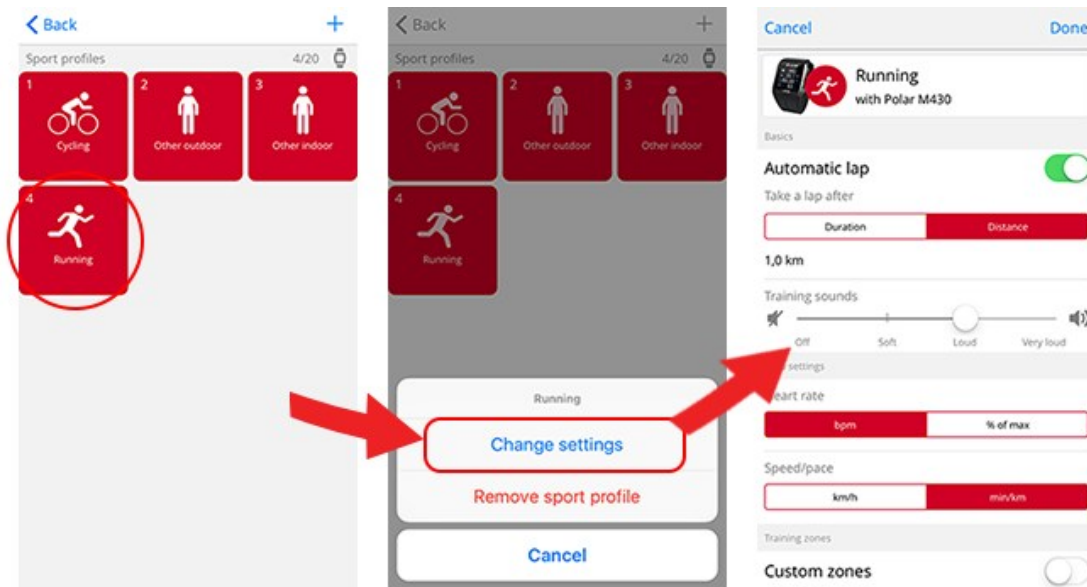 Back +
Sport profiles 4/20
1
Cycling
2
Other outdoor
3
Other indoor
4
Running
Back +
Sport profiles 4/20
1
Cycling
2
Other outdoor
3
Other indoor
4
Running
Running
Change settings
Remove sport profile
Cancel
Cancel Done
Running
with Polar M430
Basics
Automatic lap
Take a lap after
Duration Distance
1,0 km
Training sounds
Off Soft Loud Very loud
settings
eart rate
bpm % of max
Speed/pace
km/h min/km
Training zones
Custom zones